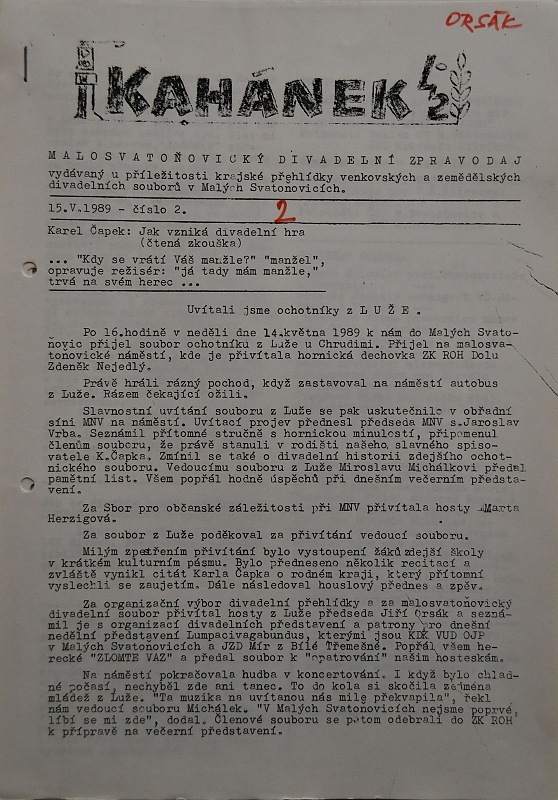 ORSÁK
KAHÁNEK
MALOSVATOŇOVICKÝ DIVADELNÍ ZPRAVODAJ
vydávaný u příležitosti krajské přehlídky venkovských a zemědělských
divadelních souborů v Malých Svatoňovicích.
15.V.1989 - číslo 2.
2
Karel Čapek: Jak vzniká divadelní hra
(čtená zkouška)
... "Kdy se vrátí Váš manžle?" "manžel",
opravuje režisér: "já tady mám manžle,"
trvá na svém herec ...
Uvítali jsme ochotníky z L U Ž E .
Po 16.hodině v neděli dne 14.května 1989 k nám do Malých Svato-
ňovic přijel soubor ochotníku z Luže u Chrudimi. Přijel na malosva-
toňovické náměstí, kde je přivítala hornická dechovka ZK ROH Dolu
Zdeněk Nejedlý.
Právě hráli rázný pochod, když zastavoval na náměstí autobus
z Luže. Rázem čekající ožili.
Slavnostní uvítání souboru z Luže se pak uskutečnilo v obřadní
síni MNV na náměstí. Uvítací projev přednesl předseda MNV s.Jaroslav
Vrba. Seznámil přítomné stručně s hornickou minulostí, připomenul
členům souboru, že právě stanuli v rodišti našeho, slavného spiso-
vatele K.Čapka. Zmínil se také o divadelní historii zdejšího ochot-
nického souboru. Vedoucímu souboru z Luže Miroslavu Michálkovi předal
pamětní list. Všem popřál hodně úspěchů při dnešním večerním předsta-
vení.
Za Sbor pro občanské záležitosti při MNV přivítala hosty Marta
Herzigová.
Za soubor z Luže poděkoval za přivítání vedoucí souboru.
Milým zpestřením přivítání bylo vystoupení žáků zdejší školy
v krátkém kulturním pásmu. Bylo předneseno několik recitací a
zvláště vynikl citát Karla Čapka o rodném kraji, který přítomní
vyslechli se zaujetím. Dále následoval houslový přednes a zpěv.
Za organizační výbor divadelní přehlídky a za malosvatoňovický
divadelní soubor přivítal hosty z Luže předseda Jiří Orsák a sezná-
mil je s organizací divadelních představení a patrony pro dnešní
nedělní představení Lumpacivagabundus, kterými jsou KDK VUD OJP
v Malých Svatoňovicích a JZD Mír z Bílé Třemešné. Popřál všem he-
recké "ZLOMTE VAZ" a předal soubor k "opatrování" našim hosteskám.
Na náměstí pokračovala hudba v koncertování. I když bylo chlad-
né počasí, nechyběl zde ani tanec. To do kola si skočila zejména
mládež z Luže. "Ta muzika na uvítanou nás mile překvapila", řekl
nám vedoucí souboru Michálek. "V Malých Svatoňovicích nejsme poprvé,
líbí se mi zde", dodal. Členové souboru se potom odebrali do ZK ROH
k přípravě na večerní představení.